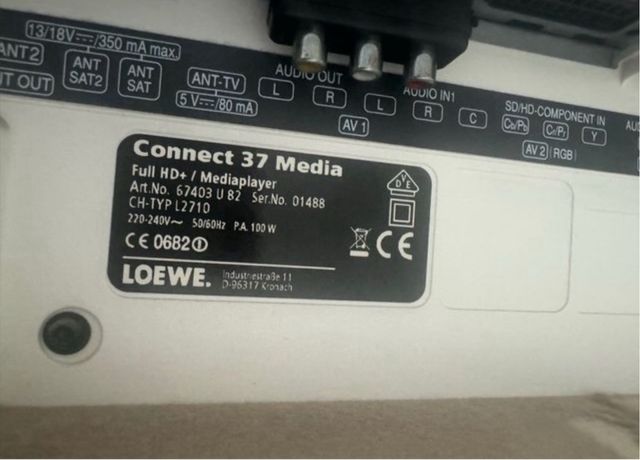 13/18V⎓/350 mA max.
ANT2
ANT SAT2
ANT SAT
ANT-TV
AUDIO OUT
L
R
L
AUDIO IN1
R
C
SD/HD-COMPONENT IN
Cb/Pb
Cr/Pr
Y
IT OUT
5 V⎓/80 mA
AV 1
AV 2
RGB
Connect 37 Media
Full HD+ / Mediaplayer
Art.No. 67403 U 82 Ser.No. 01488
CH-TYP L2710
220-240V~ 50/60Hz P.A. 100 W
CE 0682
LOEWE.
Industriestraße 11
D-96317 Kronach
VDE
CE